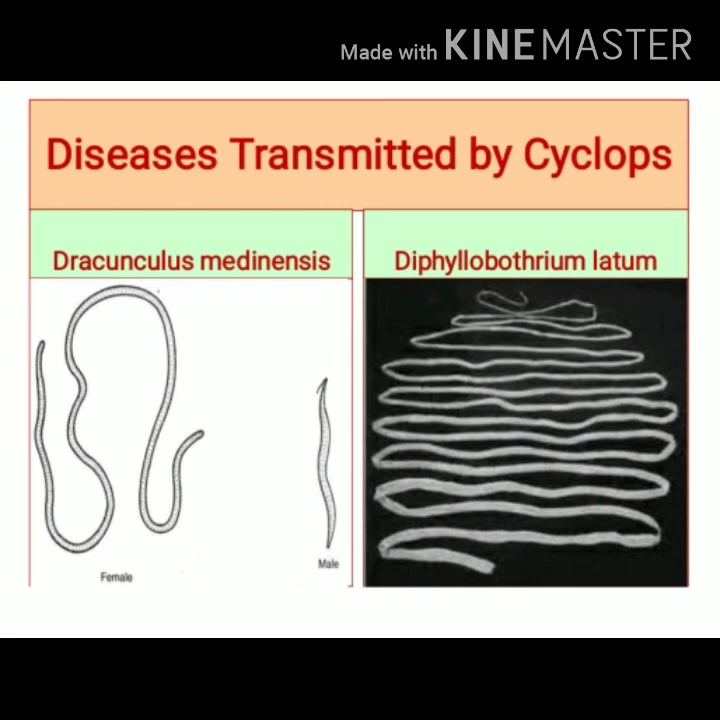 Made with KINEMASTER
Diseases Transmitted by Cyclops
Dracunculus medinensis
Diphyllobothrium latum
Male
Female